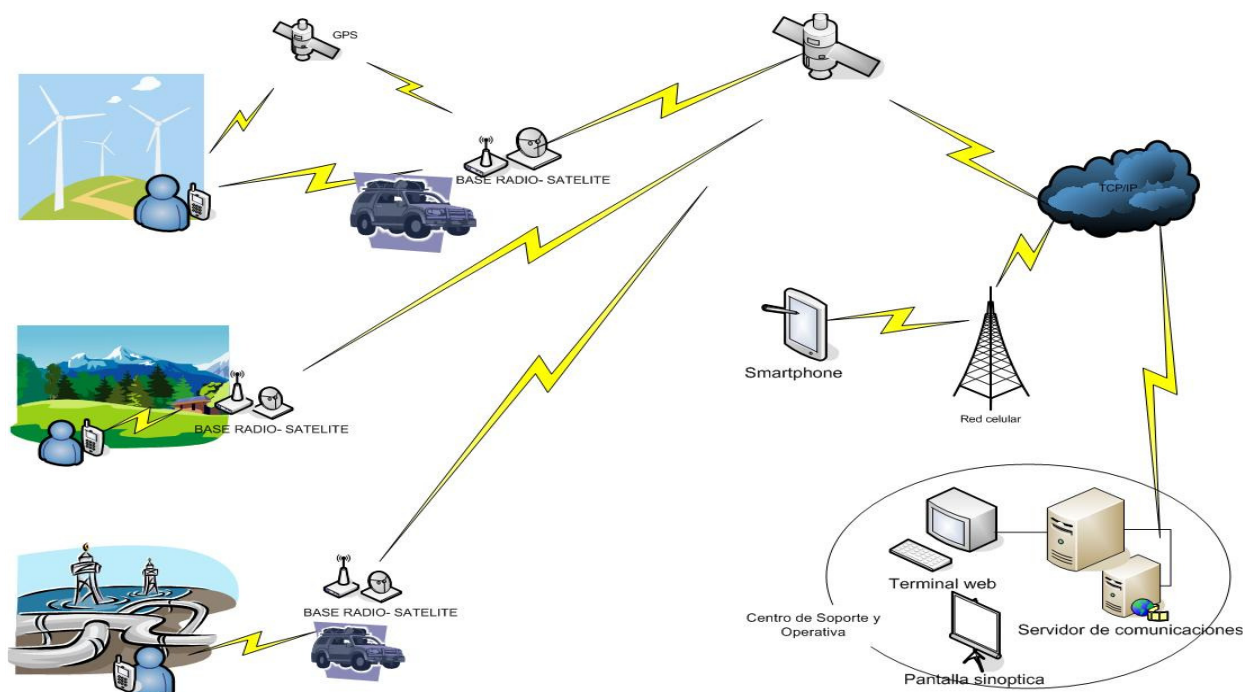 GPS
BASE RADIO- SATELITE
TCP/IP
Smartphone
Red celular
BASE RADIO- SATELITE
BASE RADIO- SATELITE
Terminal web
Centro de Soporte y
Operativa
Servidor de comunicaciones
Pantalla sinoptica